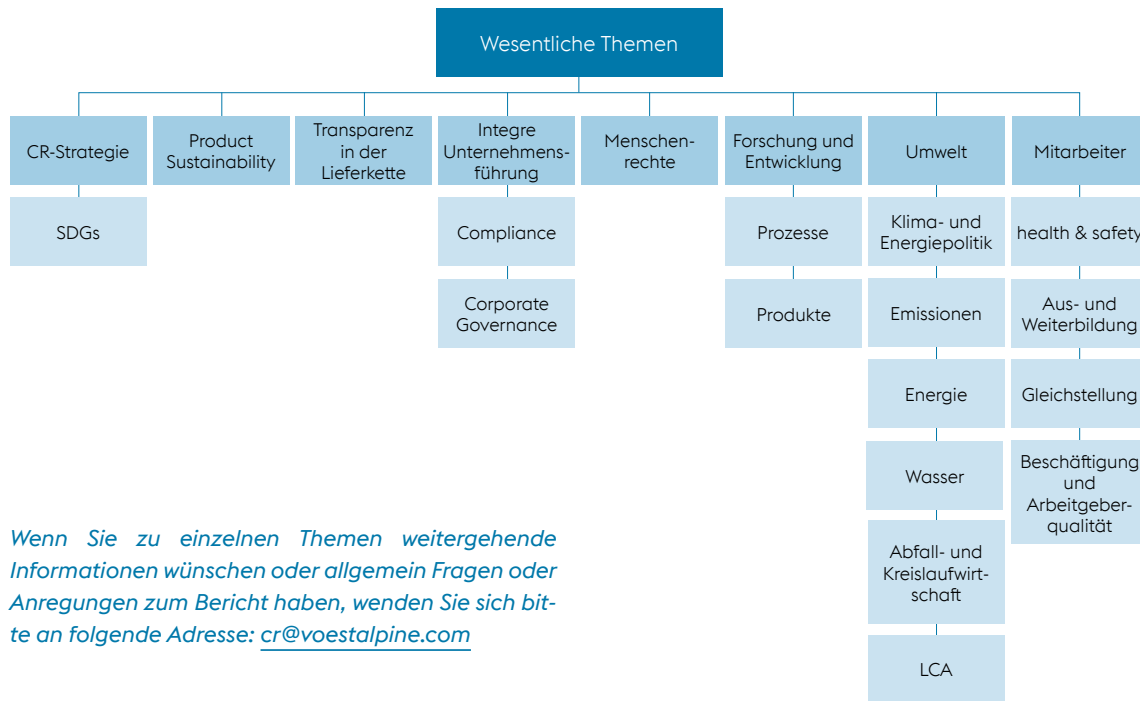 Wesentliche Themen
CR-Strategie
Product
Sustainability
Transparenz
in der
Lieferkette
Integre
Unternehmens-
führung
Menschen-
rechte
Forschung und
Entwicklung
Umwelt
Mitarbeiter
SDGs
Compliance
Corporate
Governance
Prozesse
Produkte
Klima- und
Energiepolitik
Emissionen
Energie
Wasser
Abfall- und
Kreislaufwirt-
schaft
LCA
health & safety
Aus- und
Weiterbildung
Gleichstellung
Beschäftigung
und
Arbeitgeber-
qualität
Wenn Sie zu einzelnen Themen weitergehende
Informationen wünschen oder allgemein Fragen oder
Anregungen zum Bericht haben, wenden Sie sich bit-
te an folgende Adresse: cr@voestalpine.com